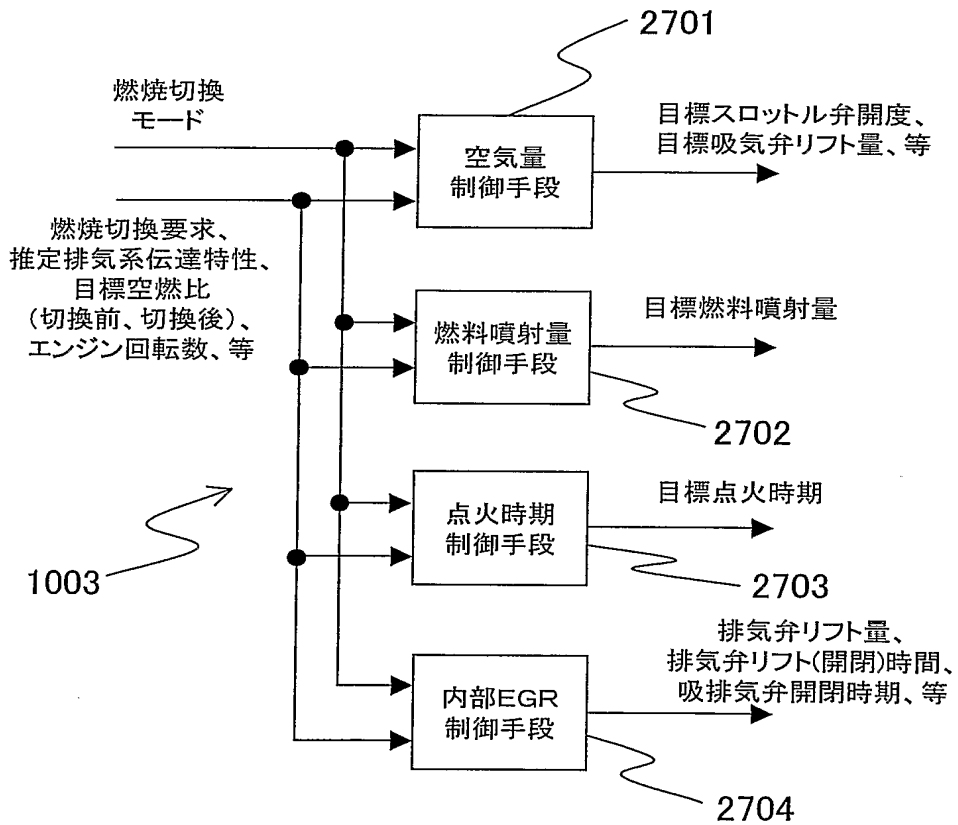 2701
燃焼切換
モード
空気量
制御手段
目標スロットル弁開度、
目標吸気弁リフト量、等
燃焼切換要求、
推定排気系伝達特性、
目標空燃比
(切換前、切換後)、
エンジン回転数、等
燃料噴射量
制御手段
目標燃料噴射量
2702
点火時期
制御手段
目標点火時期
2703
1003
内部EGR
制御手段
排気弁リフト量、
排気弁リフト(開閉)時間、
吸排気弁開閉時期、等
2704